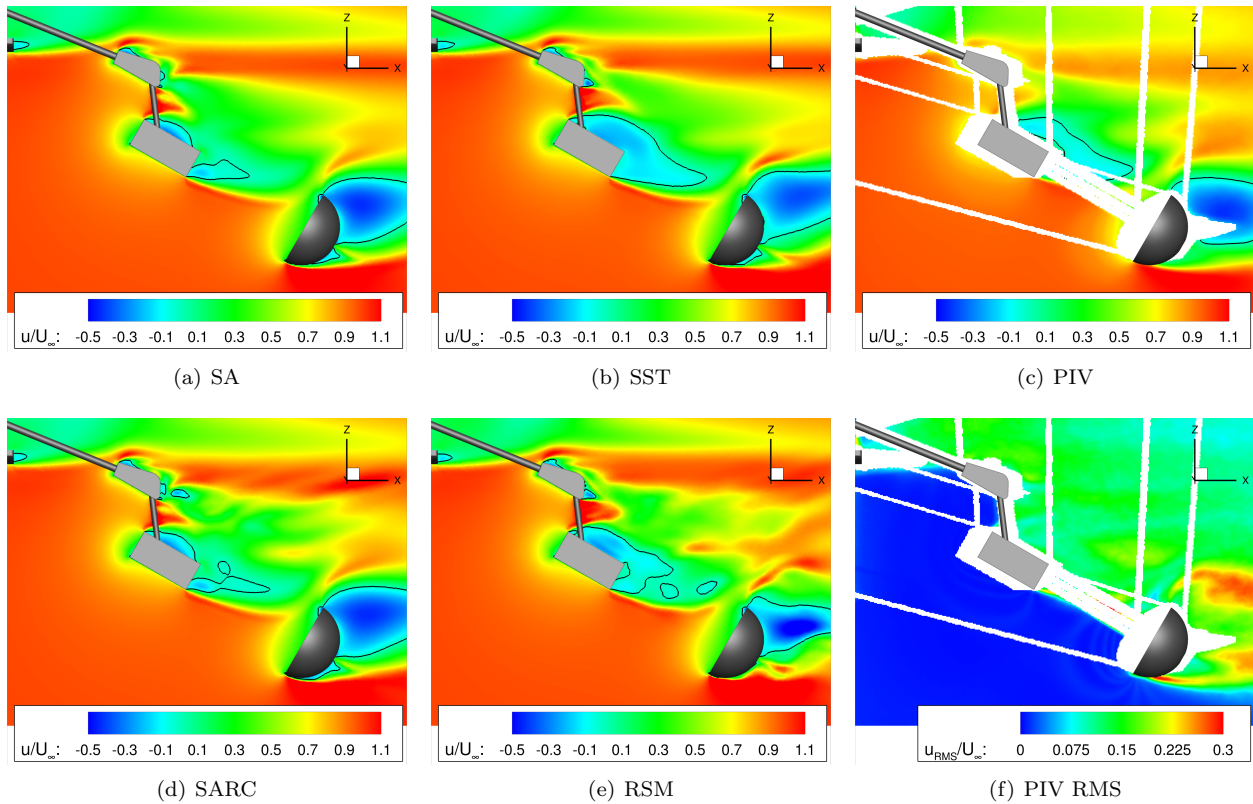 Z
X
Y
Z
X
Y
Z
X
Y
u/U∞: -0.5 -0.3 -0.1 0.1 0.3 0.5 0.7 0.9 1.1
u/U∞: -0.5 -0.3 -0.1 0.1 0.3 0.5 0.7 0.9 1.1
u/U∞: -0.5 -0.3 -0.1 0.1 0.3 0.5 0.7 0.9 1.1
(a) SA
(b) SST
(c) PIV
Z
X
Y
Z
X
Y
Z
X
Y
u/U∞: -0.5 -0.3 -0.1 0.1 0.3 0.5 0.7 0.9 1.1
u/U∞: -0.5 -0.3 -0.1 0.1 0.3 0.5 0.7 0.9 1.1
uRMS/U∞: 0 0.075 0.15 0.225 0.3
(d) SARC
(e) RSM
(f) PIV RMS